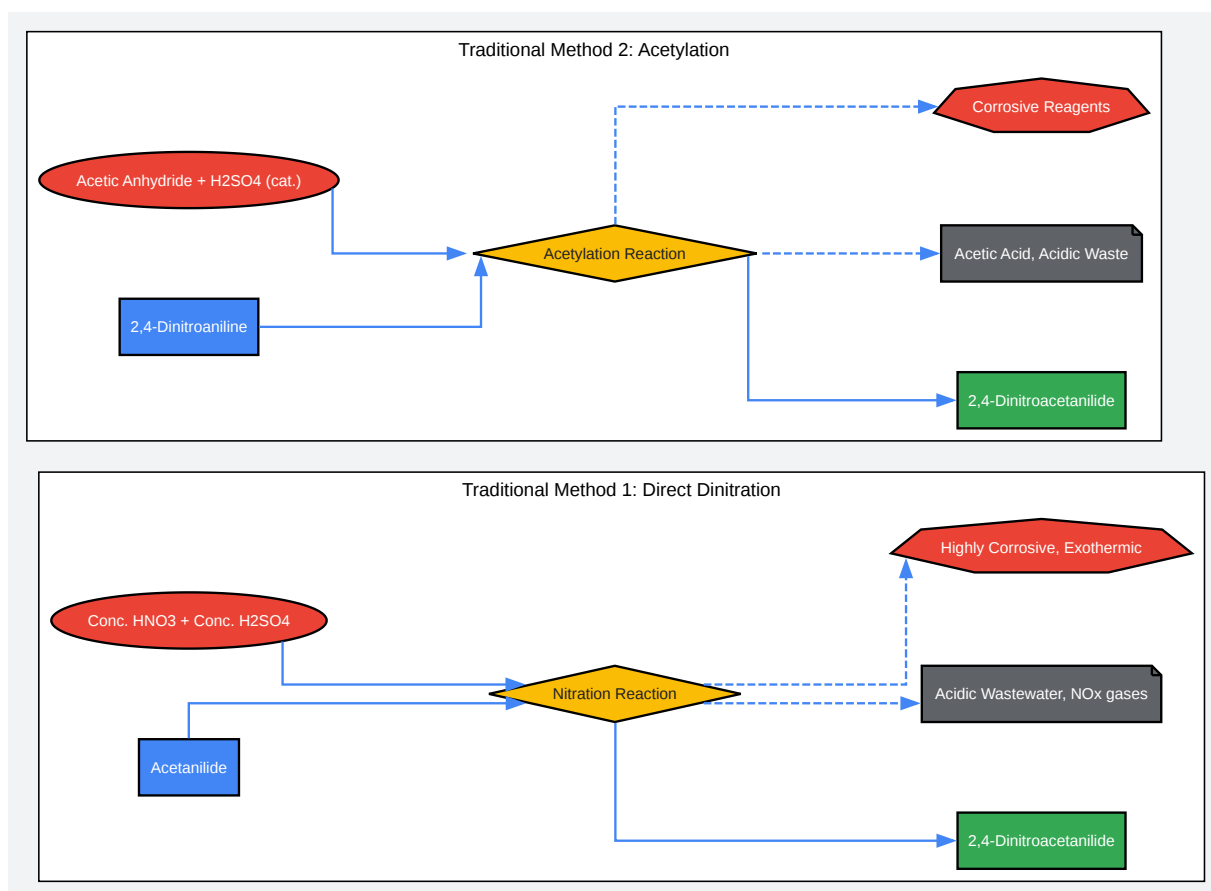 Traditional Method 2: Acetylation
Corrosive Reagents
Acetic Anhydride + H2SO4 (cat.)
Acetylation Reaction
Acetic Acid, Acidic Waste
2,4-Dinitroaniline
2,4-Dinitroacetanilide
Traditional Method 1: Direct Dinitration
Highly Corrosive, Exothermic
Conc. HNO3 + Conc. H2SO4
Nitration Reaction
Acidic Wastewater, NOx gases
Acetanilide
2,4-Dinitroacetanilide